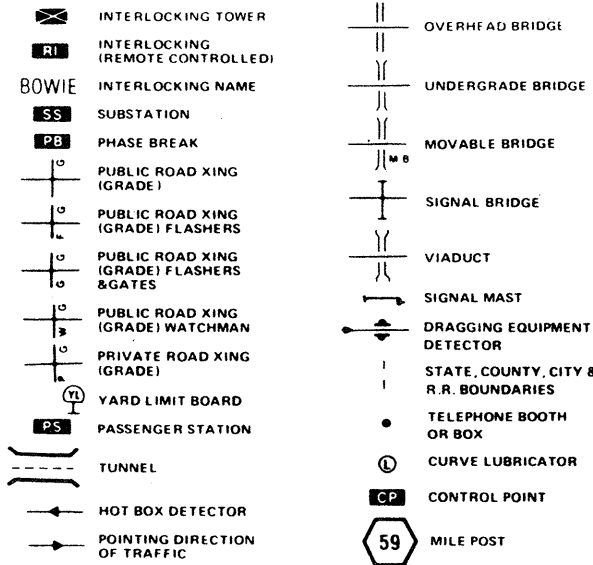 INTERLOCKING TOWER
RI INTERLOCKING
(REMOTE CONTROLLED)
BOWIE INTERLOCKING NAME
SS SUBSTATION
PB PHASE BREAK
G PUBLIC ROAD XING
(GRADE)
G F PUBLIC ROAD XING
(GRADE) FLASHERS
G G PUBLIC ROAD XING
(GRADE) FLASHERS
&GATES
G W PUBLIC ROAD XING
(GRADE) WATCHMAN
G P PRIVATE ROAD XING
(GRADE)
YL YARD LIMIT BOARD
PS PASSENGER STATION
TUNNEL
HOT BOX DETECTOR
POINTING DIRECTION
OF TRAFFIC
OVERHEAD BRIDGE
UNDERGRADE BRIDGE
MOVABLE BRIDGE
M B
SIGNAL BRIDGE
VIADUCT
SIGNAL MAST
DRAGGING EQUIPMENT
DETECTOR
STATE, COUNTY, CITY &
R.R. BOUNDARIES
TELEPHONE BOOTH
OR BOX
L CURVE LUBRICATOR
CP CONTROL POINT
59 MILE POST